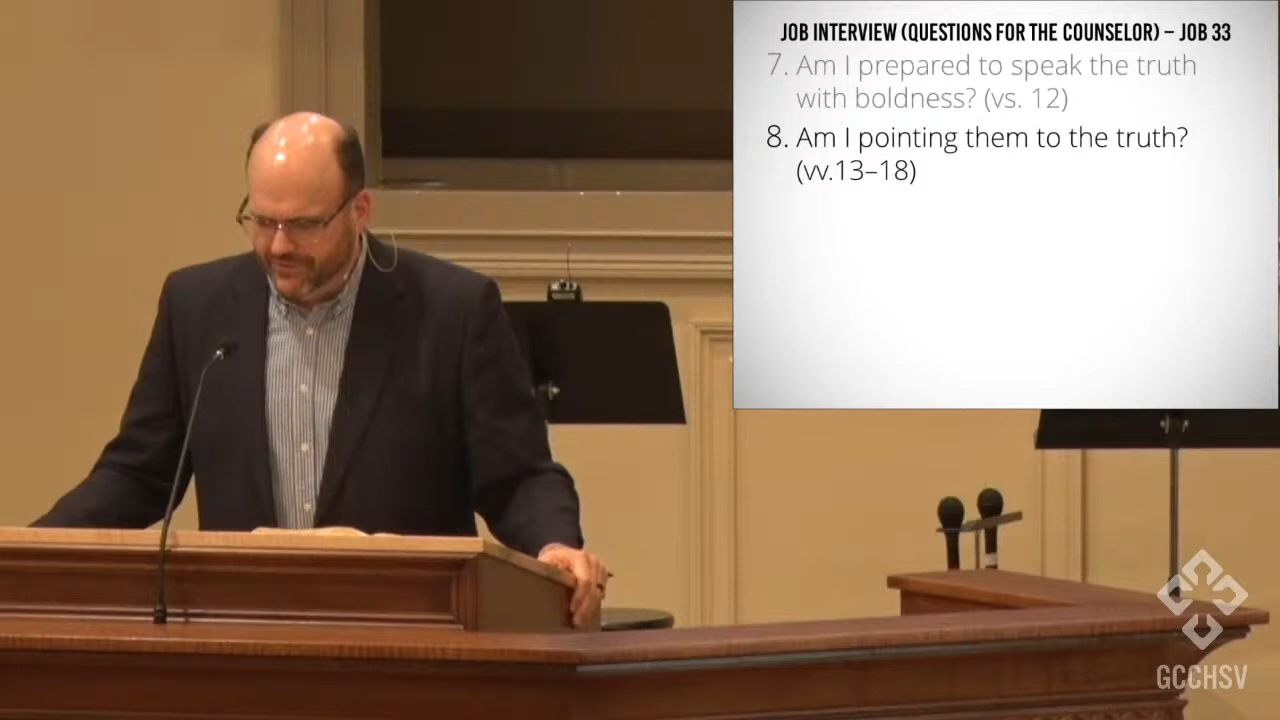 JOB INTERVIEW (QUESTIONS FOR THE COUNSELOR) – JOB 33
7. Am I prepared to speak the truth
with boldness? (vs. 12)
8. Am I pointing them to the truth?
(vv.13–18)
GCCHSV